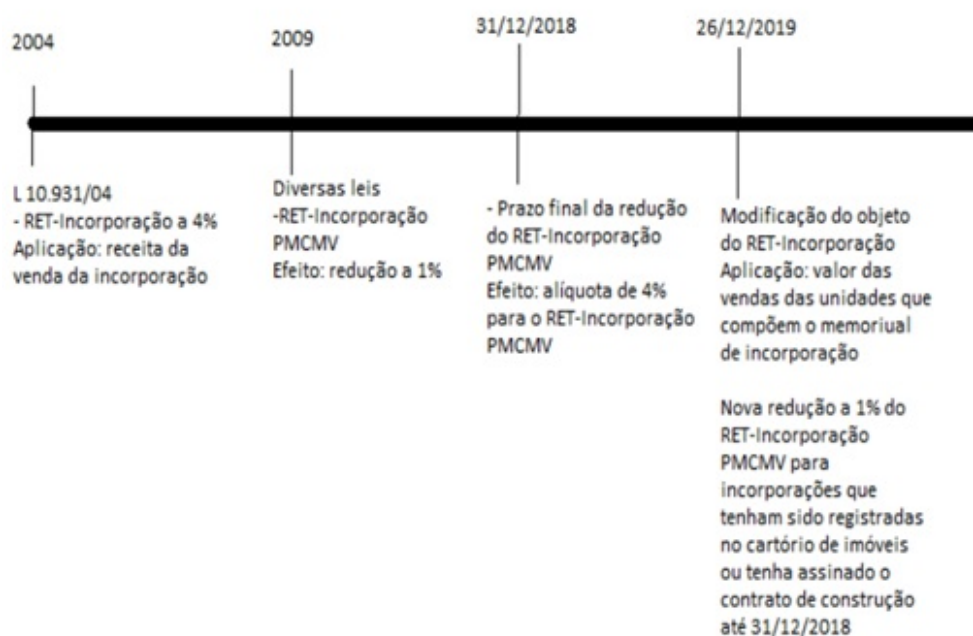 2004
2009
31/12/2018
26/12/2019
L 10.931/04
- RET-Incorporação a 4%
Aplicação: receita da
venda da incorporação
Diversas leis
-RET-Incorporação
PMCMV
Efeito: redução a 1%
- Prazo final da redução
do RET-Incorporação
PMCMV
Efeito: alíquota de 4%
para o RET-Incorporação
PMCMV
Modificação do objeto
do RET-Incorporação
Aplicação: valor das
vendas das unidades que
compõem o memoriual
de incorporação
Nova redução a 1% do
RET-Incorporação
PMCMV para
incorporações que
tenham sido registradas
no cartório de imóveis
ou tenha assinado o
contrato de construção
até 31/12/2018